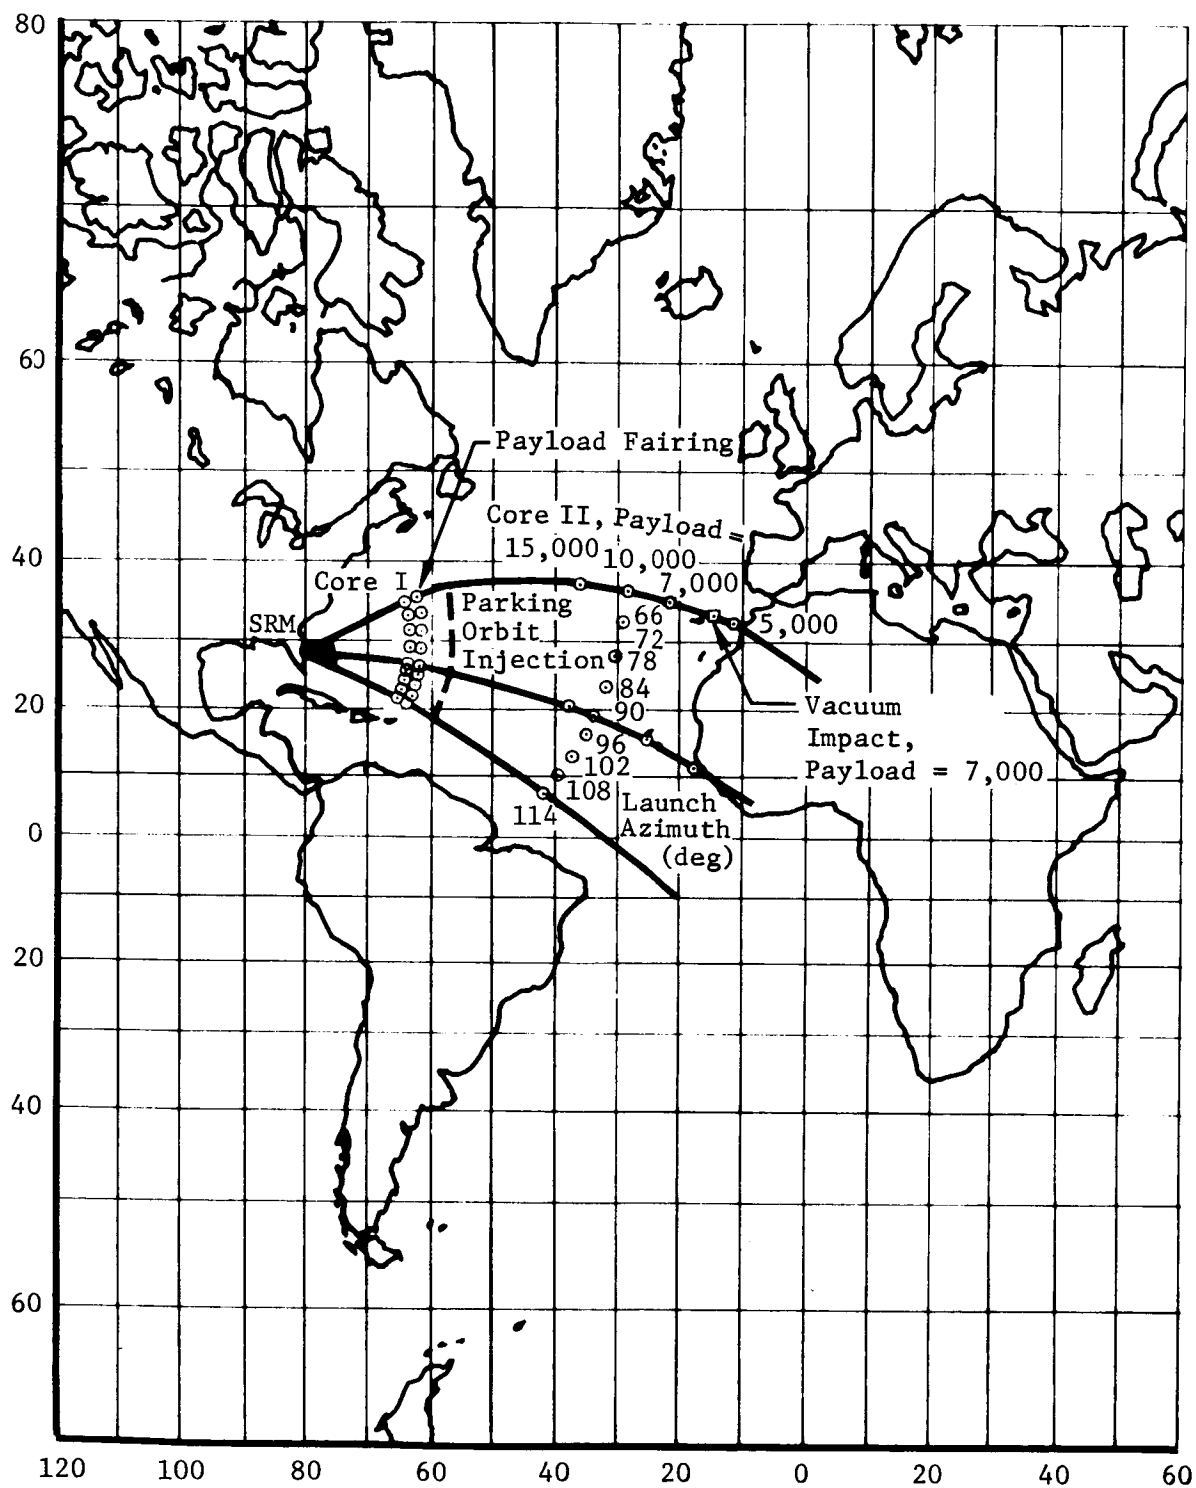 80
60
Payload Fairing
Core II, Payload =
15,000 10,000
7,000
5,000
40
Core I
SRM
Parking
Orbit
Injection
66
72
78
84
90
96
102
108
114
Launch
Azimuth
(deg)
Vacuum
Impact,
Payload = 7,000
20
0
20
40
60
120 100 80 60 40 20 0 20 40 60